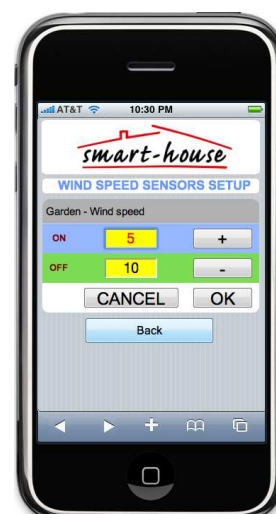 AT&T 10:30 PM
smart-house
WIND SPEED SENSORS SETUP
Garden - Wind speed
ON 5 +
OFF 10 -
CANCEL OK
Back